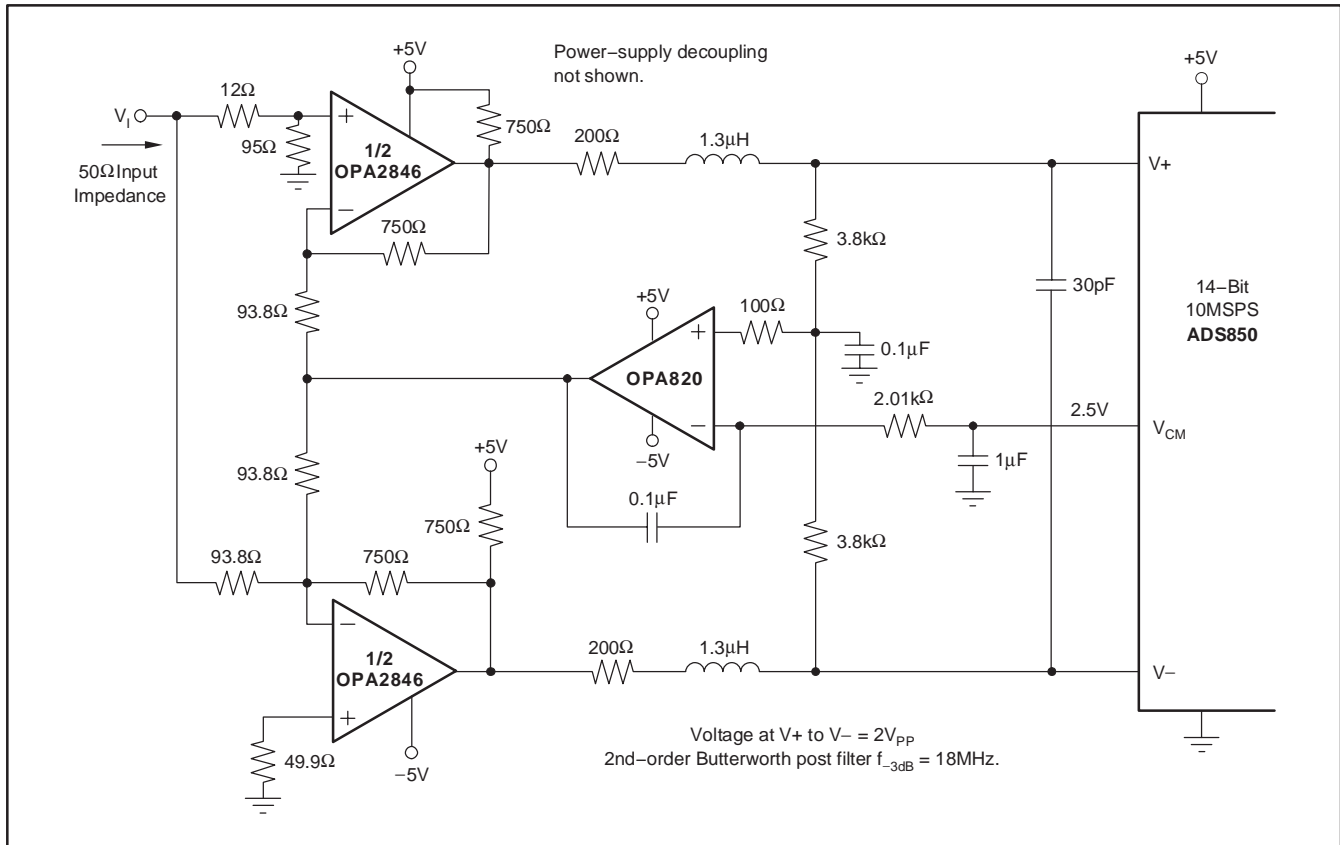 +5V
Power−supply decoupling
not shown.
+5V
V_I
12Ω
95Ω
+
1/2
OPA2846
−
750Ω
200Ω
1.3μH
V+
50Ω Input
Impedance
750Ω
3.8kΩ
93.8Ω
+5V
100Ω
30pF
14−Bit
10MSPS
ADS850
+
OPA820
−
0.1μF
2.01kΩ
2.5V
V_CM
−5V
1μF
93.8Ω
+5V
0.1μF
750Ω
3.8kΩ
93.8Ω
750Ω
−
1/2
OPA2846
+
200Ω
1.3μH
V−
−5V
49.9Ω
Voltage at V+ to V− = 2V_PP
2nd−order Butterworth post filter f_−3dB = 18MHz.